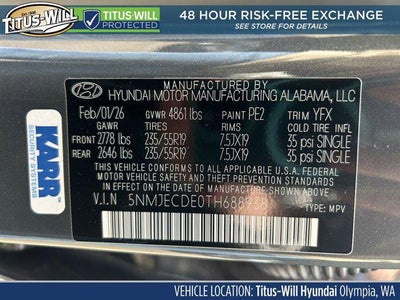 TITUS-WILL
TITUS-WILL
PROTECTION PROMISE
48 HOUR RISK-FREE EXCHANGE
SEE STORE FOR DETAILS
MANUFACTURED BY
HYUNDAI MOTOR MANUFACTURING ALABAMA, LLC
Feb/01/26 GVWR 4861 lbs PAINT PE2 TRIM YFX
GAWR TIRES RIMS COLD TIRE INFL
FRONT 2778 lbs 235/55R19 7.5JX19 35 psi SINGLE
REAR 2646 lbs 235/55R19 7.5JX19 35 psi SINGLE
THIS VEHICLE CONFORMS TO ALL APPLICABLE FEDERAL
MOTOR VEHICLE SAFETY, BUMPER, AND THEFT PREVENTION
STANDARDS IN EFFECT ON THE DATE OF MANUFACTURE SHOWN ABOVE.
V.I.N 5NMJECDE0TH688938 TYPE: MPV
KARR
SECURITY SYSTEMS
VEHICLE LOCATION: Titus-Will Hyundai Olympia, WA